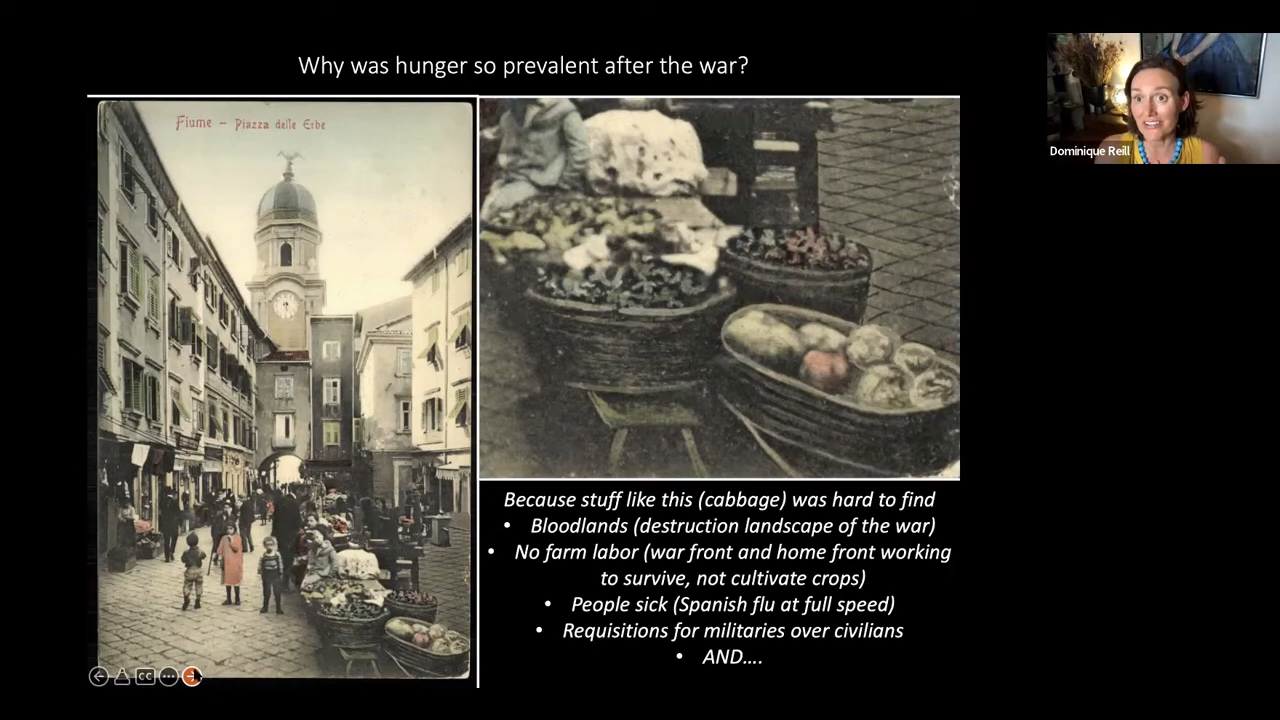 Why was hunger so prevalent after the war?
Fiume – Piazza delle Erbe
Dominique Reill
Because stuff like this (cabbage) was hard to find
• Bloodlands (destruction landscape of the war)
• No farm labor (war front and home front working
to survive, not cultivate crops)
• People sick (Spanish flu at full speed)
• Requisitions for militaries over civilians
• AND....
CC